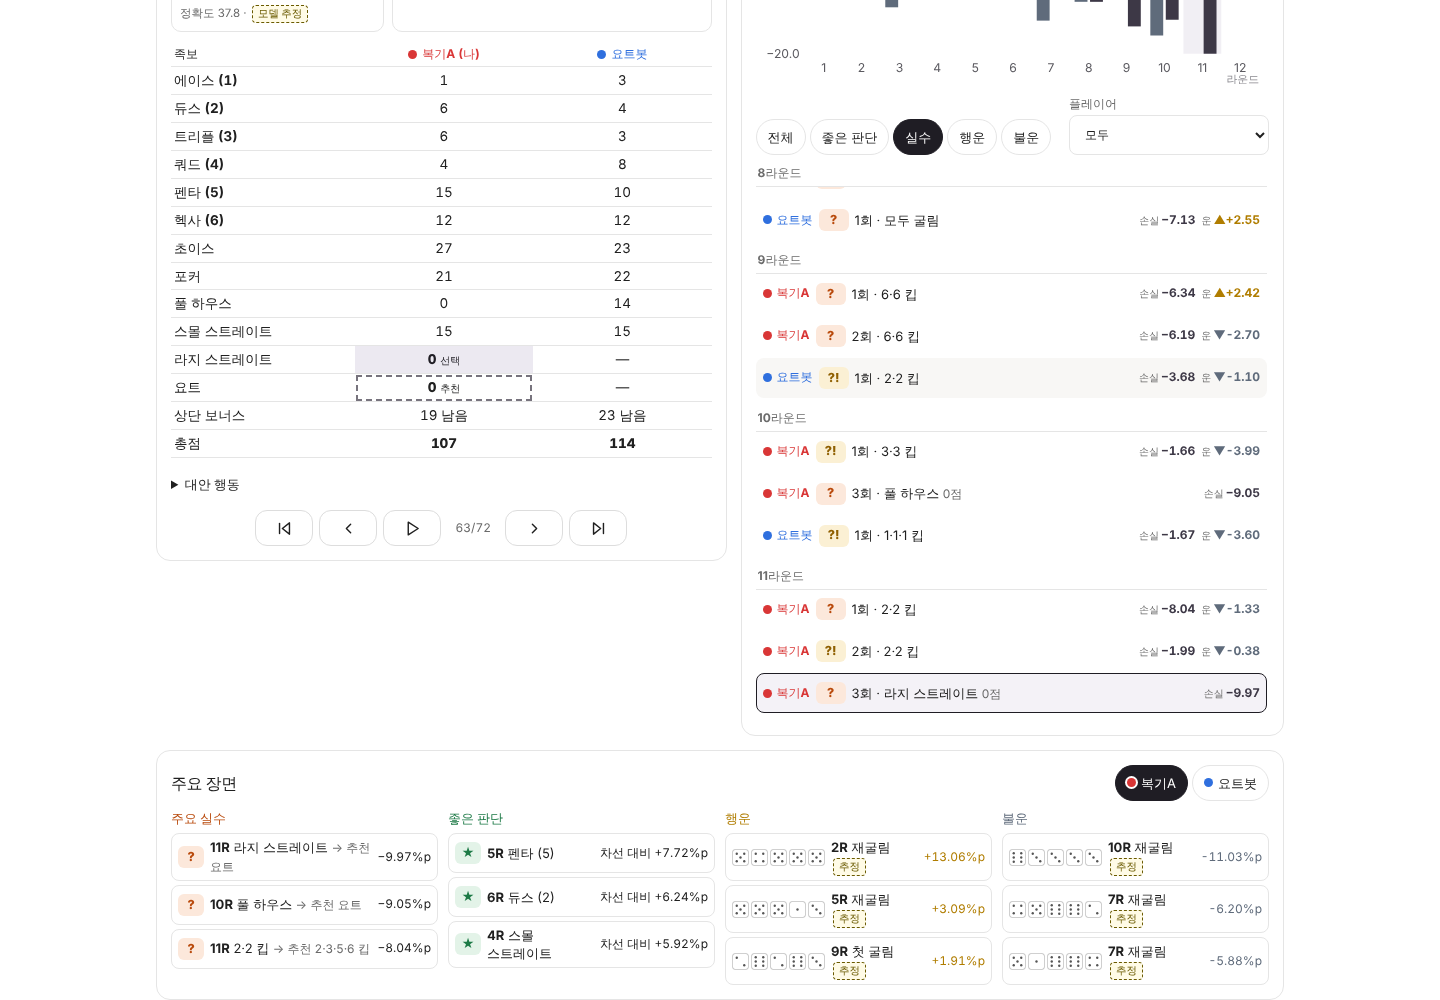 정확도 37.8 · 모델 추정
족보 복기A (나) 요트봇
에이스 (1) 1 3
듀스 (2) 6 4
트리플 (3) 6 3
쿼드 (4) 4 8
펜타 (5) 15 10
헥사 (6) 12 12
초이스 27 23
포커 21 22
풀 하우스 0 14
스몰 스트레이트 15 15
라지 스트레이트 0 선택 —
요트 0 추천 —
상단 보너스 19 남음 23 남음
총점 107 114
▶ 대안 행동
63/72
−20.0
1 2 3 4 5 6 7 8 9 10 11 12
라운드
플레이어
전체 좋은 판단 실수 행운 불운 모두
8라운드
요트봇 ? 1회 · 모두 굴림 손실 −7.13 운 ▲+2.55
9라운드
복기A ? 1회 · 6·6 킵 손실 −6.34 운 ▲+2.42
복기A ? 2회 · 6·6 킵 손실 −6.19 운 ▼-2.70
요트봇 ?! 1회 · 2·2 킵 손실 −3.68 운 ▼-1.10
10라운드
복기A ?! 1회 · 3·3 킵 손실 −1.66 운 ▼-3.99
복기A ? 3회 · 풀 하우스 0점 손실 −9.05
요트봇 ?! 1회 · 1·1·1 킵 손실 −1.67 운 ▼-3.60
11라운드
복기A ? 1회 · 2·2 킵 손실 −8.04 운 ▼-1.33
복기A ?! 2회 · 2·2 킵 손실 −1.99 운 ▼-0.38
복기A ? 3회 · 라지 스트레이트 0점 손실 −9.97
주요 장면 복기A 요트봇
주요 실수
? 11R 라지 스트레이트 → 추천 요트 −9.97%p
? 10R 풀 하우스 → 추천 요트 −9.05%p
? 11R 2·2 킵 → 추천 2·3·5·6 킵 −8.04%p
좋은 판단
★ 5R 펜타 (5) 차선 대비 +7.72%p
★ 6R 듀스 (2) 차선 대비 +6.24%p
★ 4R 스몰 스트레이트 차선 대비 +5.92%p
행운
2R 재굴림 추정 +13.06%p
5R 재굴림 추정 +3.09%p
9R 첫 굴림 추정 +1.91%p
불운
10R 재굴림 추정 -11.03%p
7R 재굴림 추정 -6.20%p
7R 재굴림 추정 -5.88%p